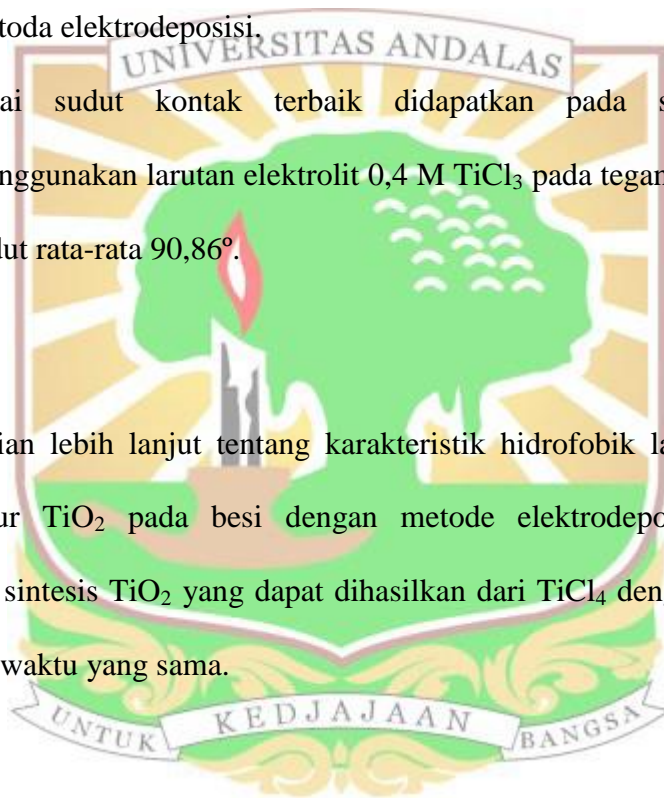 toda elektrodeposisi.
UNIVERSITAS ANDALAS
ai sudut kontak terbaik didapatkan pada s
nggunakan larutan elektrolit 0,4 M TiCl₃ pada tegan
dut rata-rata 90,86º.
ian lebih lanjut tentang karakteristik hidrofobik la
ur TiO₂ pada besi dengan metode elektrodepo
sintesis TiO₂ yang dapat dihasilkan dari TiCl₄ den
waktu yang sama.
UNTUK KEDJAJAAN BANGSA